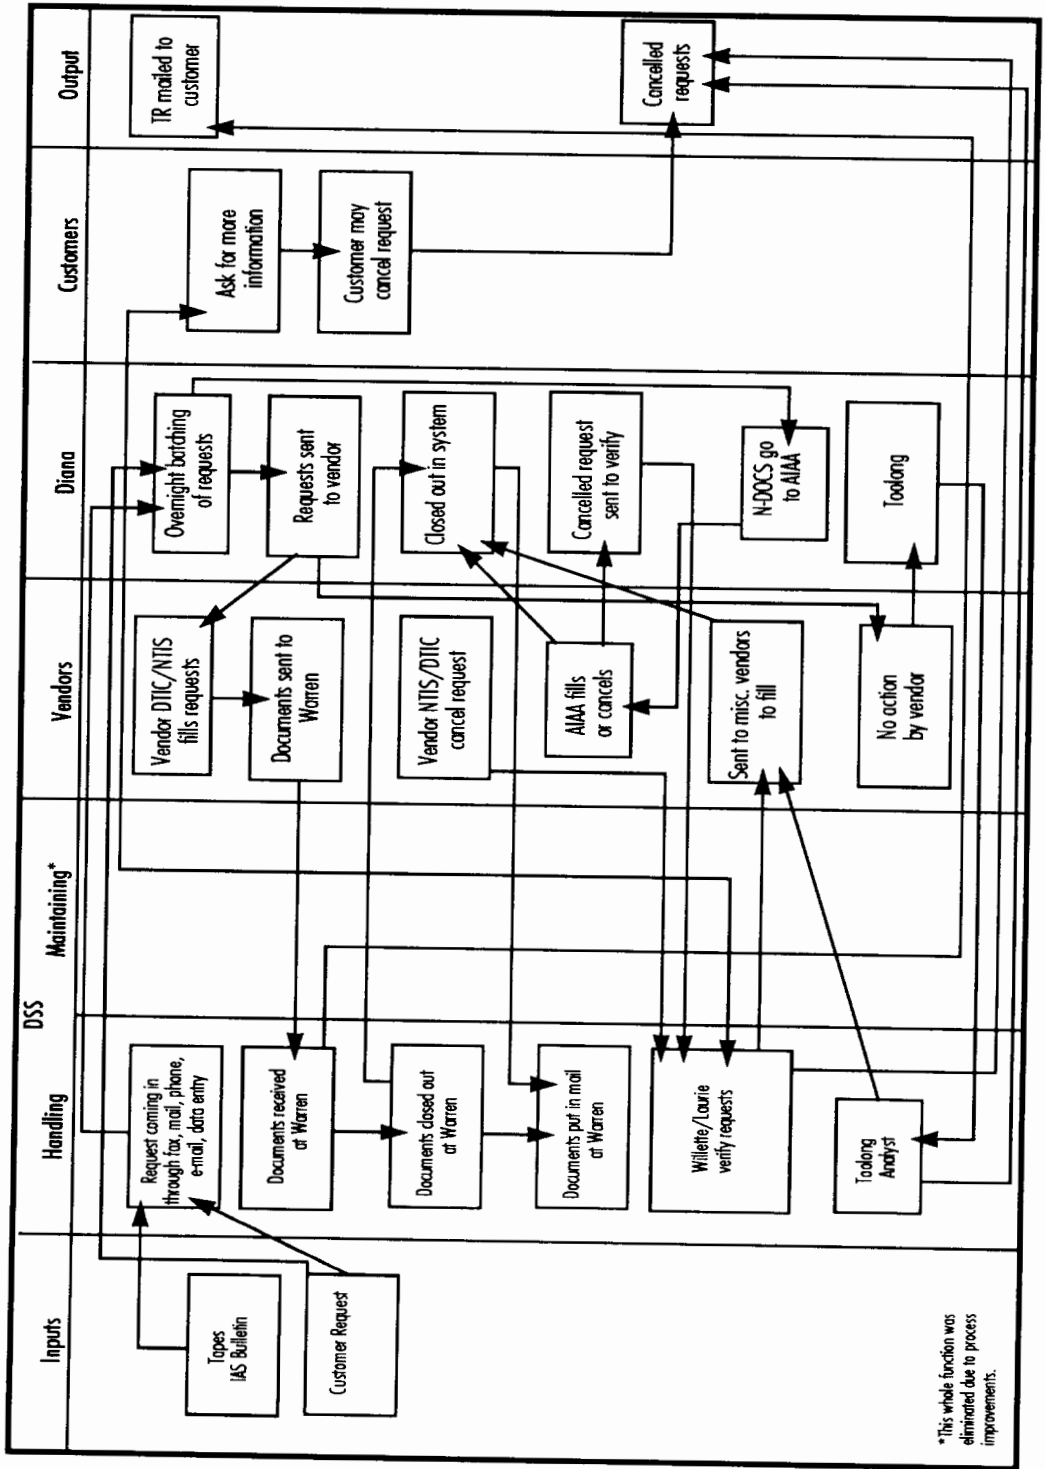 DSS
Inputs
Handling
Maintaining*
Vendors
Diana
Customers
Output
Tapes
IAS Bulletin
Customer Request
Request coming in
through fax, mail, phone,
e-mail, data entry
Documents received
at Warren
Documents closed out
at Warren
Documents put in mail
at Warren
Willette/Laurie
verify requests
Toolong
Analyst
Vendor DTIC/NTIS
fills requests
Documents sent to
Warren
Vendor NTIS/DTIC
cancel request
AIAA fills
or cancels
Sent to misc. vendors
to fill
No action
by vendor
Overnight batching
of requests
Requests sent
to vendor
Closed out in system
Cancelled request
sent to verify
N-DOCS go
to AIAA
Toolong
Ask for more
information
Customer may
cancel request
TR mailed to
customer
Cancelled
requests
*This whole function was
eliminated due to process
improvements.